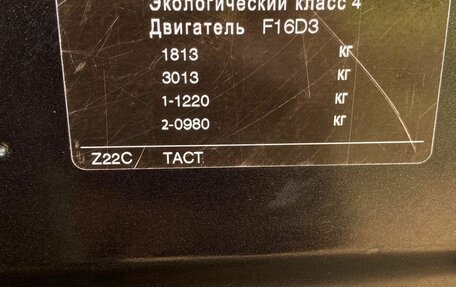 Экологический класс 4
Двигатель F16D3
1813 КГ
3013 КГ
1-1220 КГ
2-0980 КГ
Z22C TACT